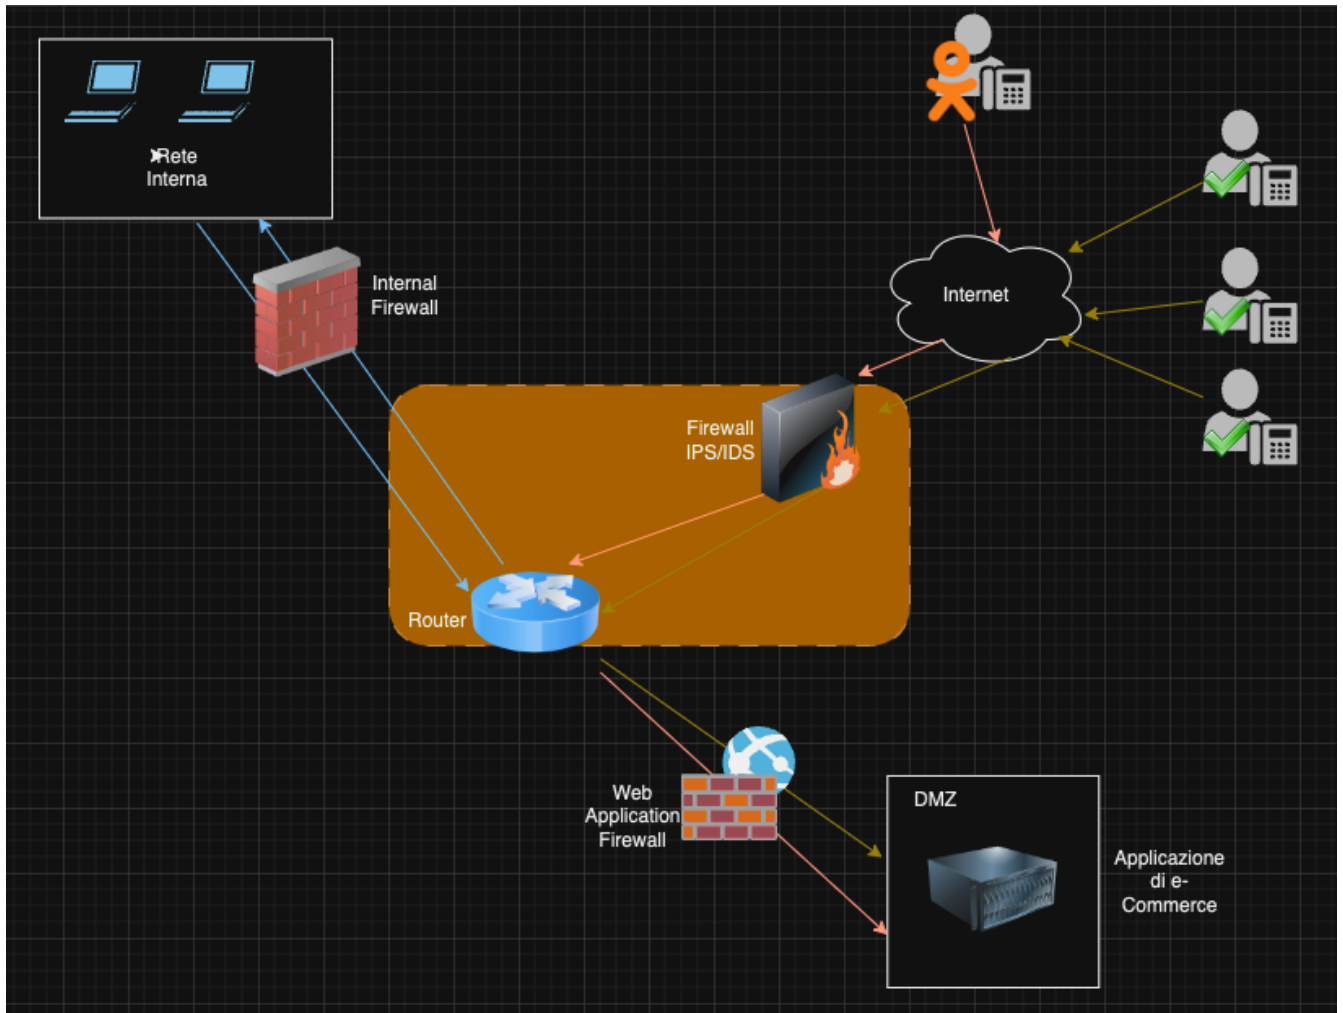 Rete
Interna
Internal
Firewall
Internet
Firewall
IPS/IDS
Router
Web
Application
Firewall
DMZ
Applicazione
di e-
Commerce